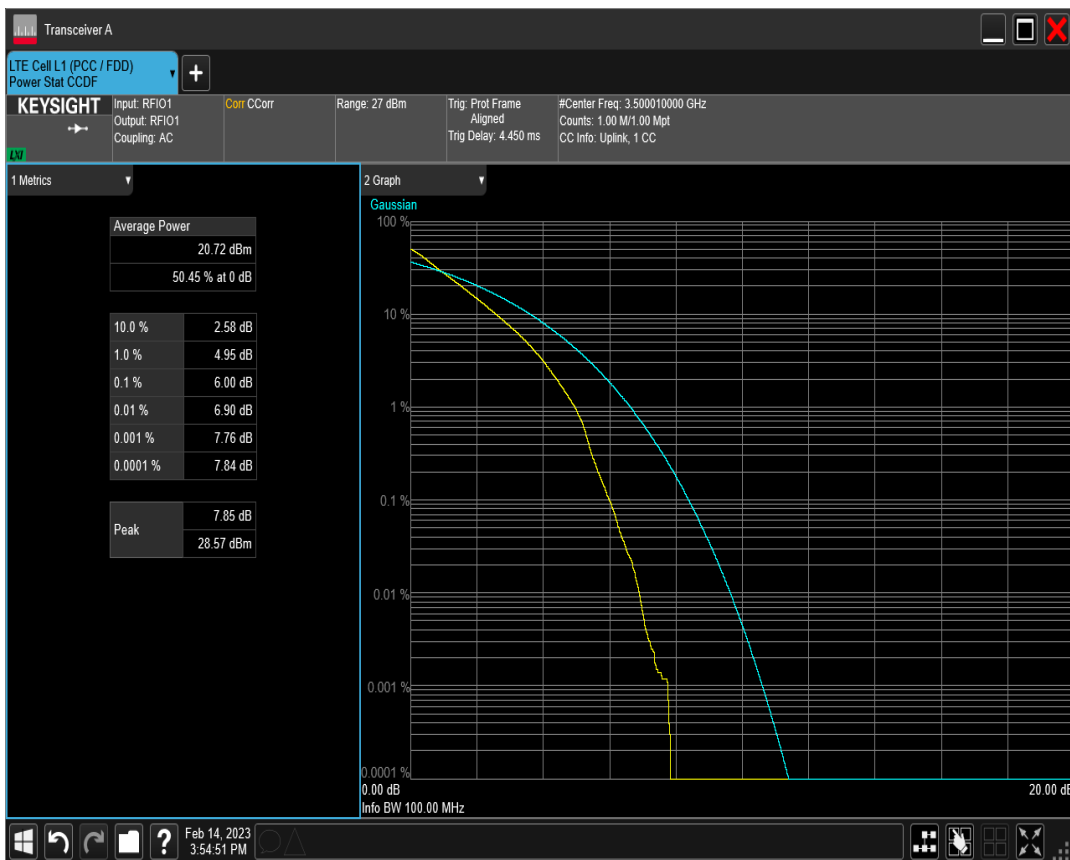 Transceiver A
LTE Cell L1 (PCC / FDD)
Power Stat CCDF
KEYSIGHT
LXI
Input: RFIO1
Output: RFIO1
Coupling: AC
Corr CCorr
Range: 27 dBm
Trig: Prot Frame
Aligned
Trig Delay: 4.450 ms
#Center Freq: 3.500010000 GHz
Counts: 1.00 M/1.00 Mpt
CC Info: Uplink, 1 CC
1 Metrics
Average Power
20.72 dBm
50.45 % at 0 dB
10.0 % 2.58 dB
1.0 % 4.95 dB
0.1 % 6.00 dB
0.01 % 6.90 dB
0.001 % 7.76 dB
0.0001 % 7.84 dB
Peak
7.85 dB
28.57 dBm
2 Graph
Gaussian
100 %
10 %
1 %
0.1 %
0.01 %
0.001 %
0.0001 %
0.00 dB 20.00 dB
Info BW 100.00 MHz
?
Feb 14, 2023
3:54:51 PM